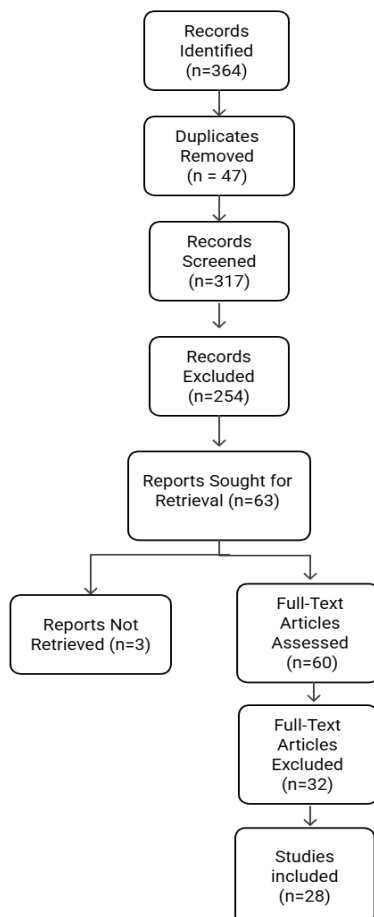 Records
Identified
(n=364)
Duplicates
Removed
(n = 47)
Records
Screened
(n=317)
Records
Excluded
(n=254)
Reports Sought for
Retrieval (n=63)
Reports Not
Retrieved (n=3)
Full-Text
Articles
Assessed
(n=60)
Full-Text
Articles
Excluded
(n=32)
Studies
included
(n=28)